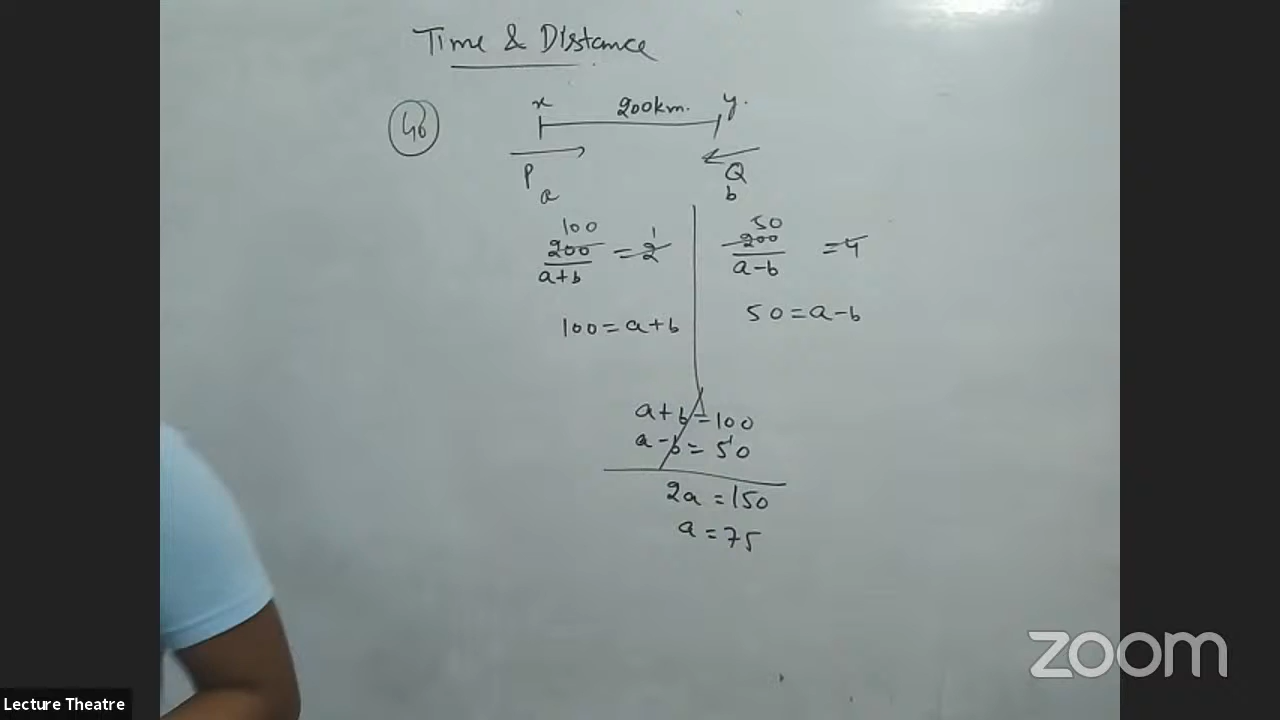 Time & Distance
46
x 200km. y.
P Q
a b
100
200/a+b = 2 1
100 = a+b
50
200/a-b = 4
50 = a-b
a+b = 100
a-b = 50
2a = 150
a = 75
zoom
Lecture Theatre